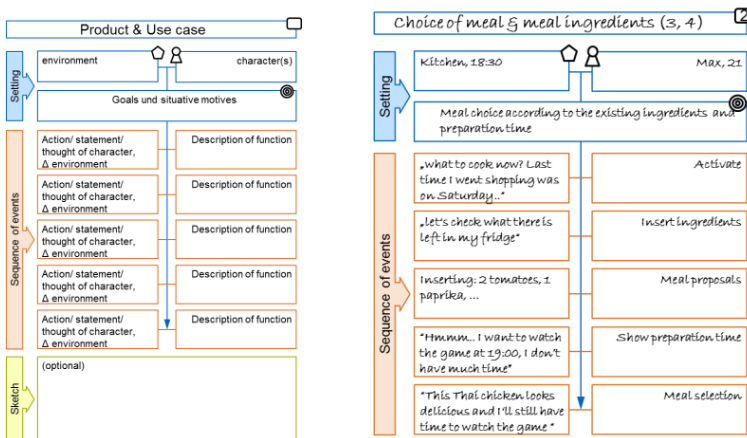 Product & Use case
environment
character(s)
Setting
Goals und situative motives
Sequence of events
Action/ statement/
thought of character,
Δ environment
Description of function
Action/ statement/
thought of character,
Δ environment
Description of function
Action/ statement/
thought of character,
Δ environment
Description of function
Action/ statement/
thought of character,
Δ environment
Description of function
Action/ statement/
thought of character,
Δ environment
Description of function
Sketch
(optional)
Choice of meal & meal ingredients (3, 4)
2
Kitchen, 18:30
Max, 21
Setting
Meal choice according to the existing ingredients and
preparation time
Sequence of events
„what to cook now? Last
time I went shopping was
on Saturday.."
Activate
„let's check what there is
left in my fridge"
Insert ingredients
Inserting: 2 tomatoes, 1
paprika, ...
Meal proposals
"Hmmm... I want to watch
the game at 19:00, I don't
have much time"
Show preparation time
"This Thai chicken looks
delicious and I'll still have
time to watch the game "
Meal selection